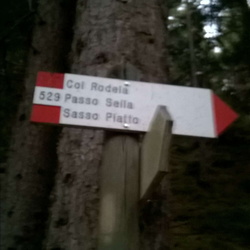 Col Rodela
529 Passo Sella
Sasso Piatto